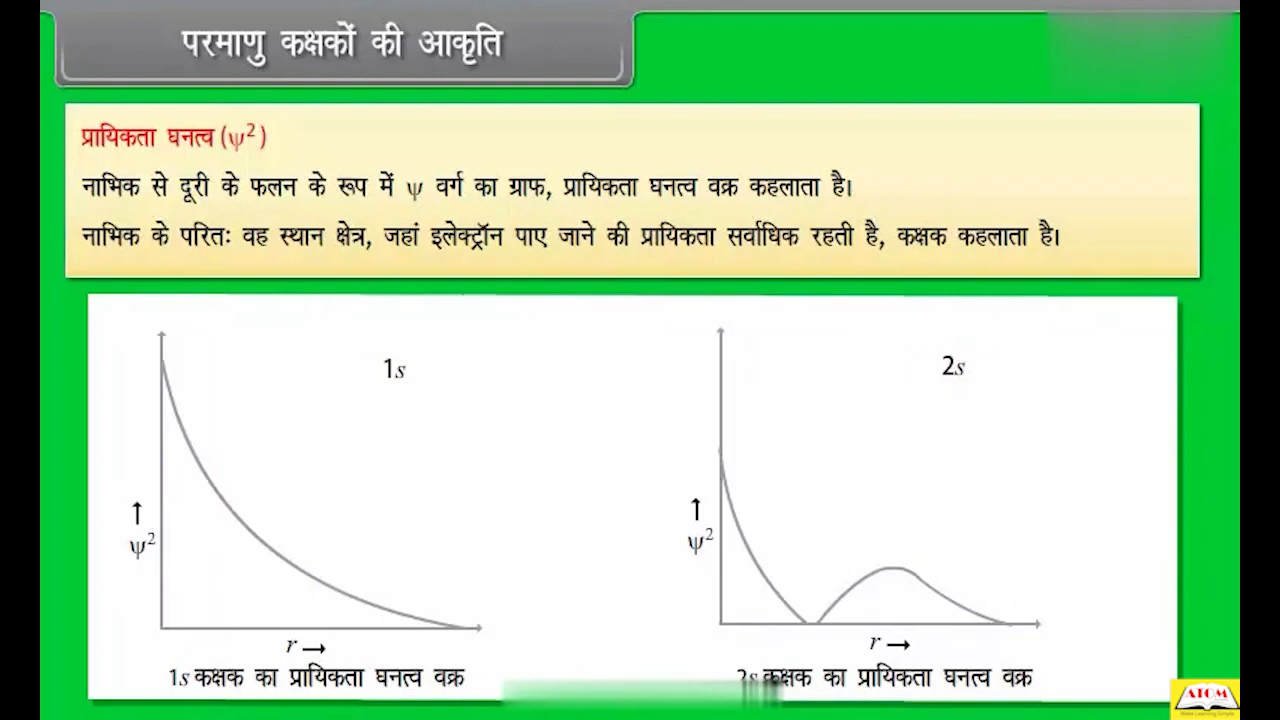 परमाणु कक्षकों की आकृति
प्रायिकता घनत्व (ψ²)
नाभिक से दूरी के फलन के रूप में ψ वर्ग का ग्राफ, प्रायिकता घनत्व वक्र कहलाता है।
नाभिक के परितः वह स्थान क्षेत्र, जहां इलेक्ट्रॉन पाए जाने की प्रायिकता सर्वाधिक रहती है, कक्षक कहलाता है।
1s
2s
↑
ψ²
↑
ψ²
r →
r →
1s कक्षक का प्रायिकता घनत्व वक्र
2s कक्षक का प्रायिकता घनत्व वक्र
ATOM